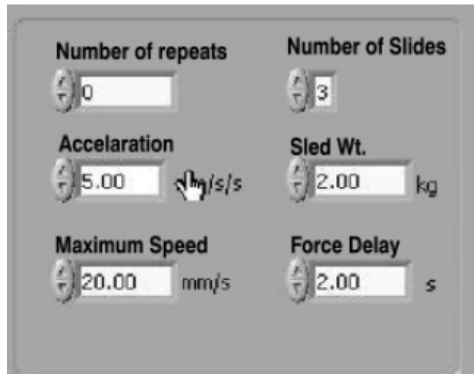 Number of repeats
Number of Slides
0
3
Accelaration
Sled Wt.
5.00
/s/s
2.00 kg
Maximum Speed
Force Delay
20.00 mm/s
2.00 s